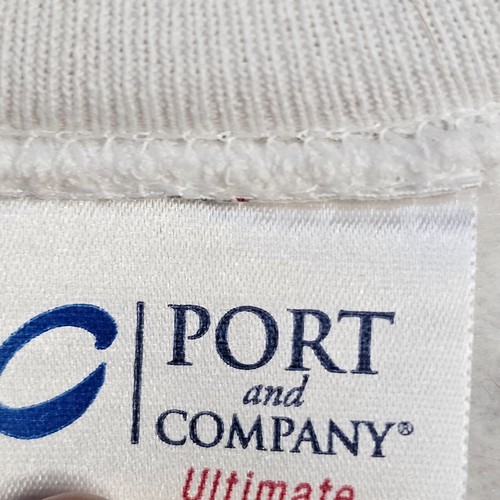 PORT
and
COMPANY®
Ultimate